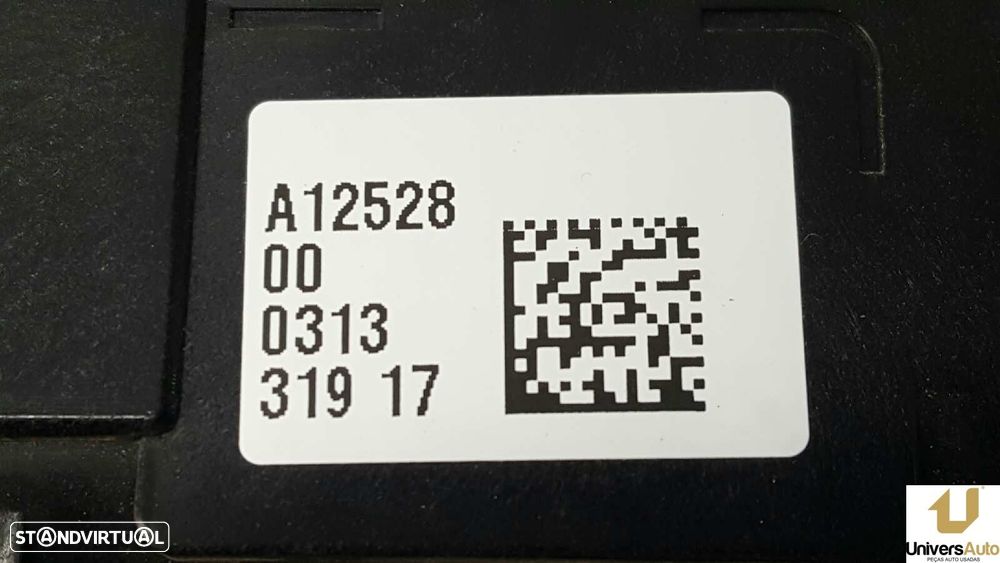 A12528
00
0313
319 17
STANDVIRTUAL
UniversAuto
PEÇAS AUTO USADAS